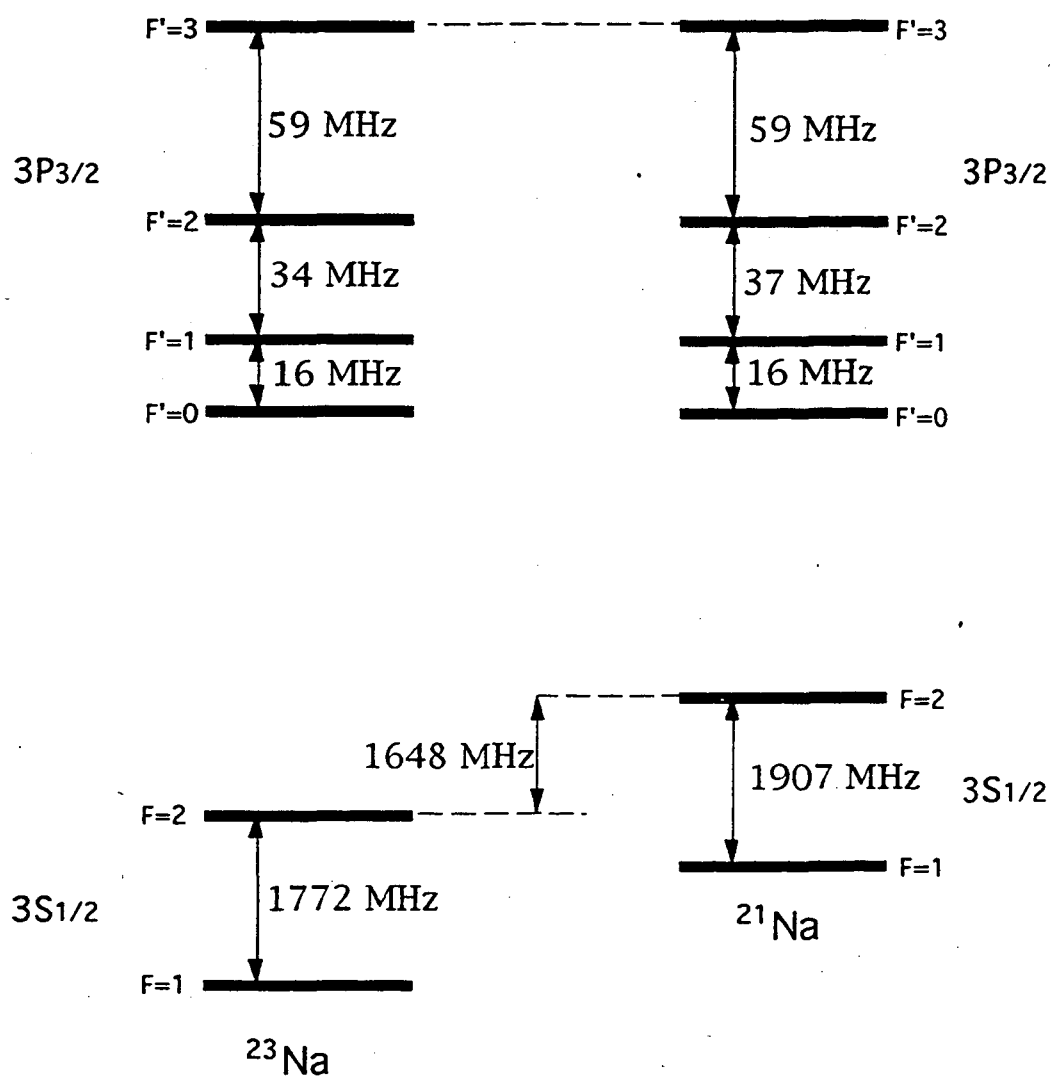 F'=3 F'=3
59 MHz 59 MHz
3P3/2 3P3/2
F'=2 F'=2
34 MHz 37 MHz
F'=1 F'=1
16 MHz 16 MHz
F'=0 F'=0
F=2
1648 MHz 1907 MHz 3S1/2
F=2
F=1
3S1/2 1772 MHz 21Na
F=1
23Na